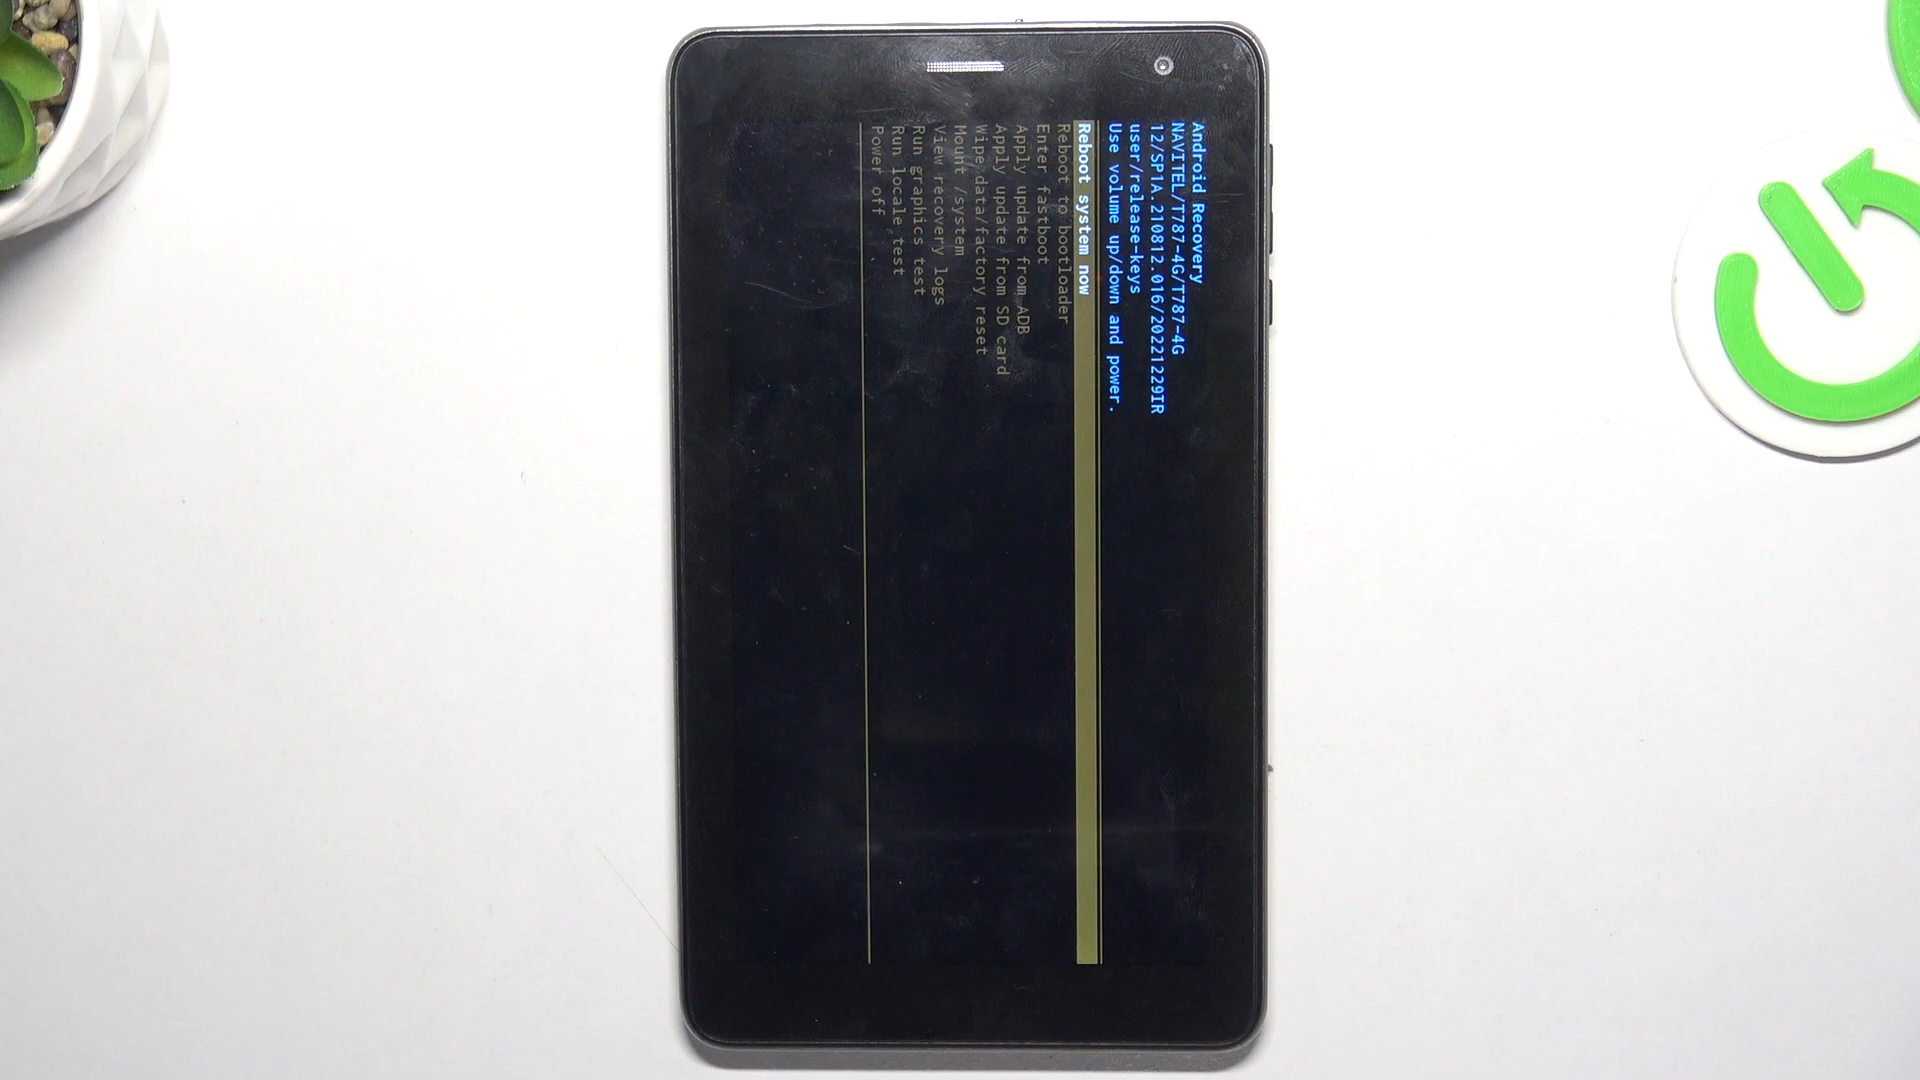 Android Recovery
NAVITEL/T787-4G/T787-4G
12/SP1A.210812.016/20221229IR
user/release-keys
Use volume up/down and power.
Reboot system now
Reboot to bootloader
Enter fastboot
Apply update from ADB
Apply update from SD card
Wipe data/factory reset
Mount /system
View recovery logs
Run graphics test
Run locale test
Power off